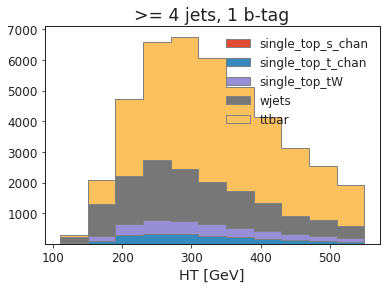 >= 4 jets, 1 b-tag
single_top_s_chan
single_top_t_chan
single_top_tW
wjets
ttbar
7000
6000
5000
4000
3000
2000
1000
100 200 300 400 500
HT [GeV]